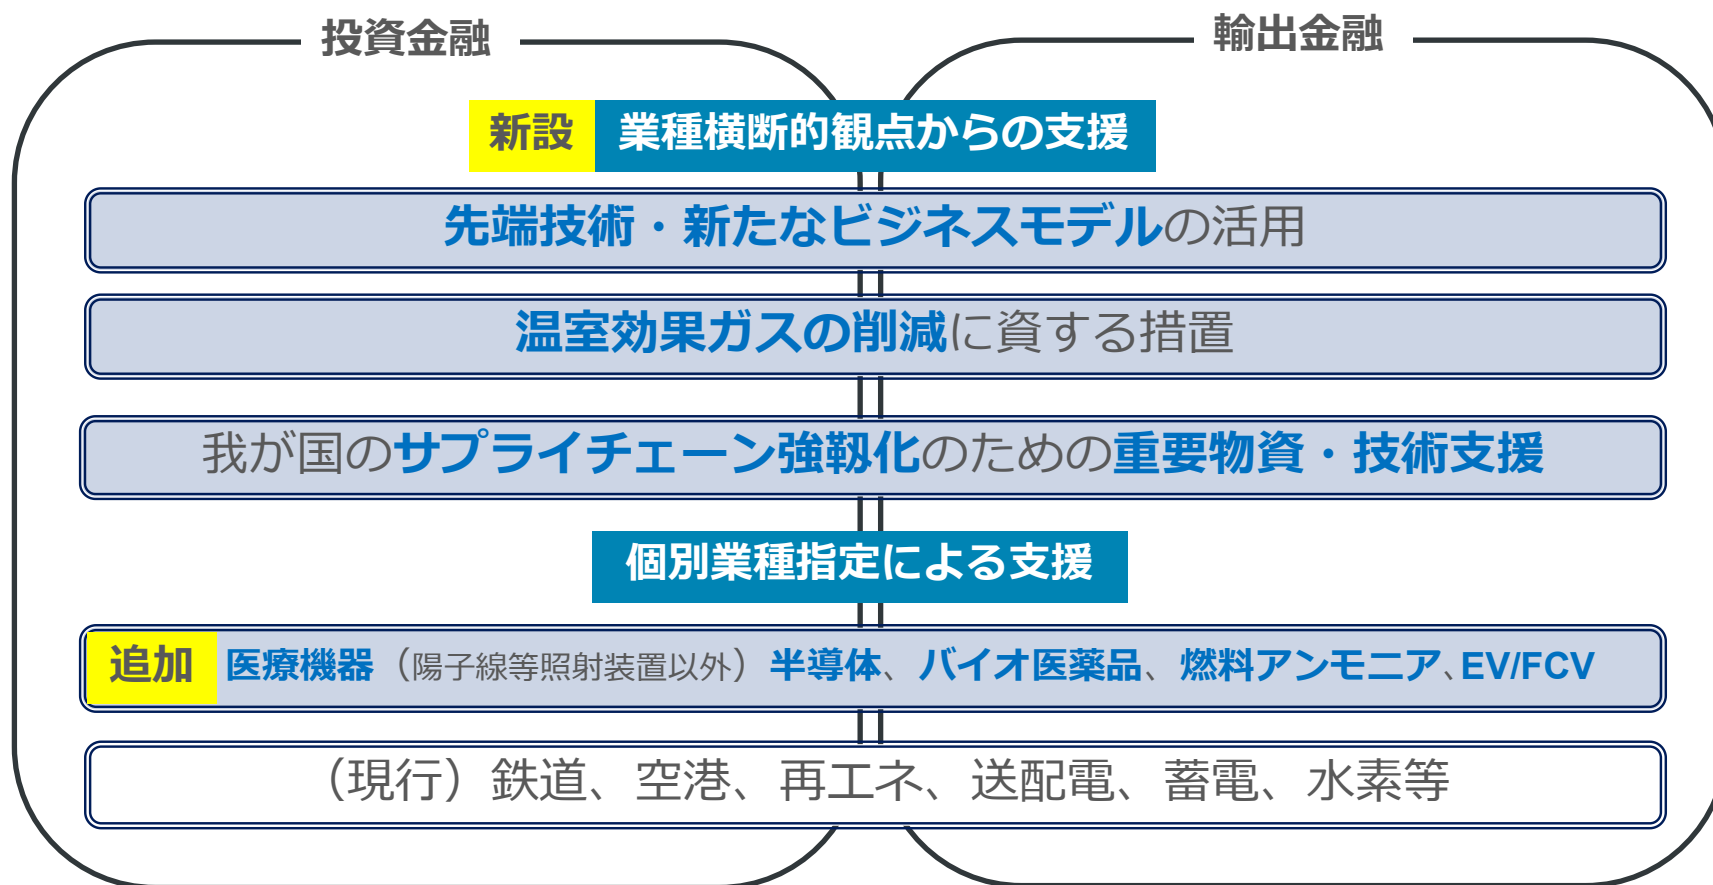 投資金融
輸出金融
新設 業種横断的観点からの支援
先端技術・新たなビジネスモデルの活用
温室効果ガスの削減に資する措置
我が国のサプライチェーン強靱化のための重要物資・技術支援
個別業種指定による支援
追加 医療機器（陽子線等照射装置以外）半導体、バイオ医薬品、燃料アンモニア、EV/FCV
（現行）鉄道、空港、再エネ、送配電、蓄電、水素等